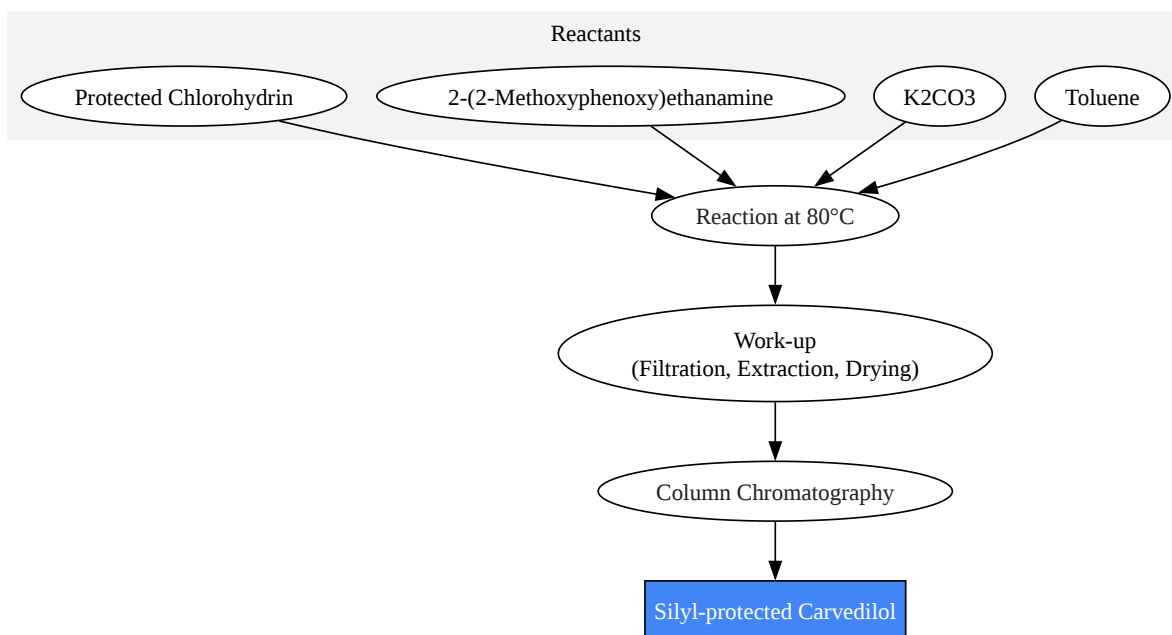 Reactants
Protected Chlorohydrin
2-(2-Methoxyphenoxy)ethanamine
K2CO3
Toluene
Reaction at 80°C
Work-up
(Filtration, Extraction, Drying)
Column Chromatography
Silyl-protected Carvedilol